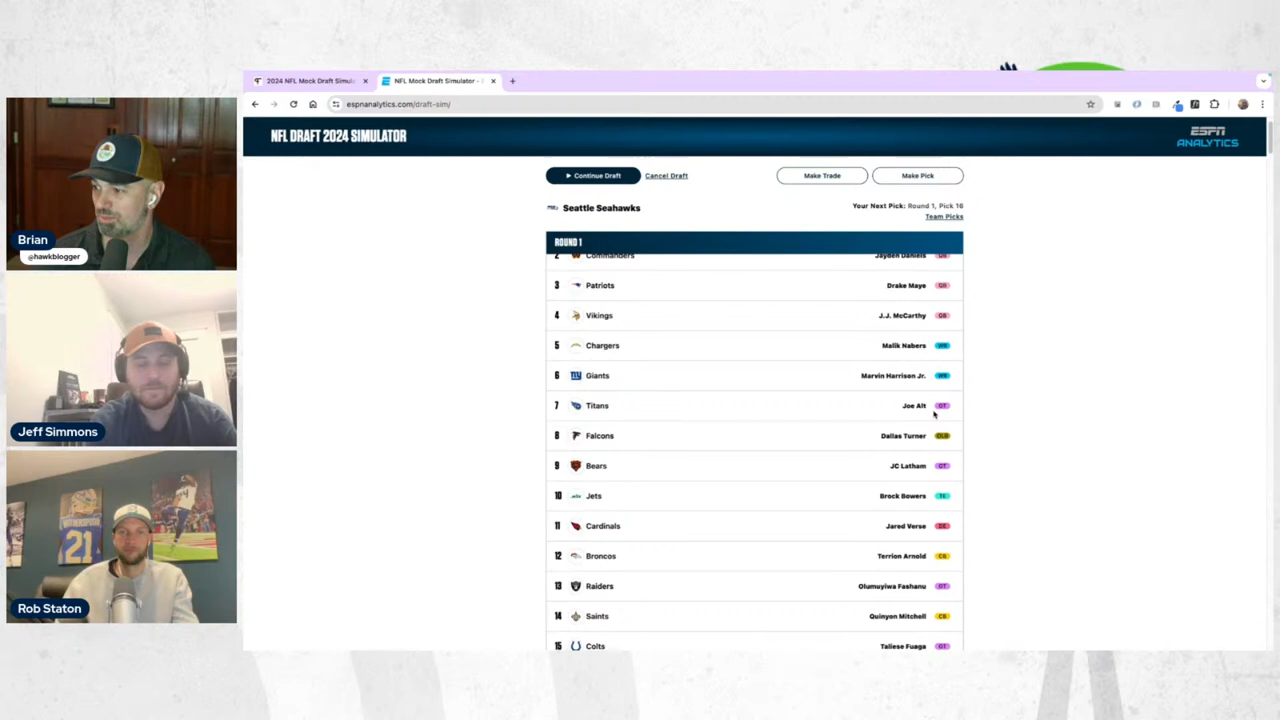 2024 NFL Mock Draft Simul
NFL Mock Draft Simulator -
espnanalytics.com/draft-sim/
NFL DRAFT 2024 SIMULATOR
ESPN
ANALYTICS
Continue Draft
Cancel Draft
Make Trade
Make Pick
Seattle Seahawks
Your Next Pick: Round 1, Pick 16
Team Picks
ROUND 1
2 Commanders Jayden Daniels QB
3 Patriots Drake Maye QB
4 Vikings J.J. McCarthy QB
5 Chargers Malik Nabers WR
6 Giants Marvin Harrison Jr. WR
7 Titans Joe Alt OT
8 Falcons Dallas Turner OLB
9 Bears JC Latham OT
10 Jets Brock Bowers TE
11 Cardinals Jared Verse DE
12 Broncos Terrion Arnold CB
13 Raiders Olumuyiwa Fashanu OT
14 Saints Quinyon Mitchell CB
15 Colts Taliese Fuaga OT
Brian
@hawkblogger
Jeff Simmons
WITHERSPOON
21
Rob Staton